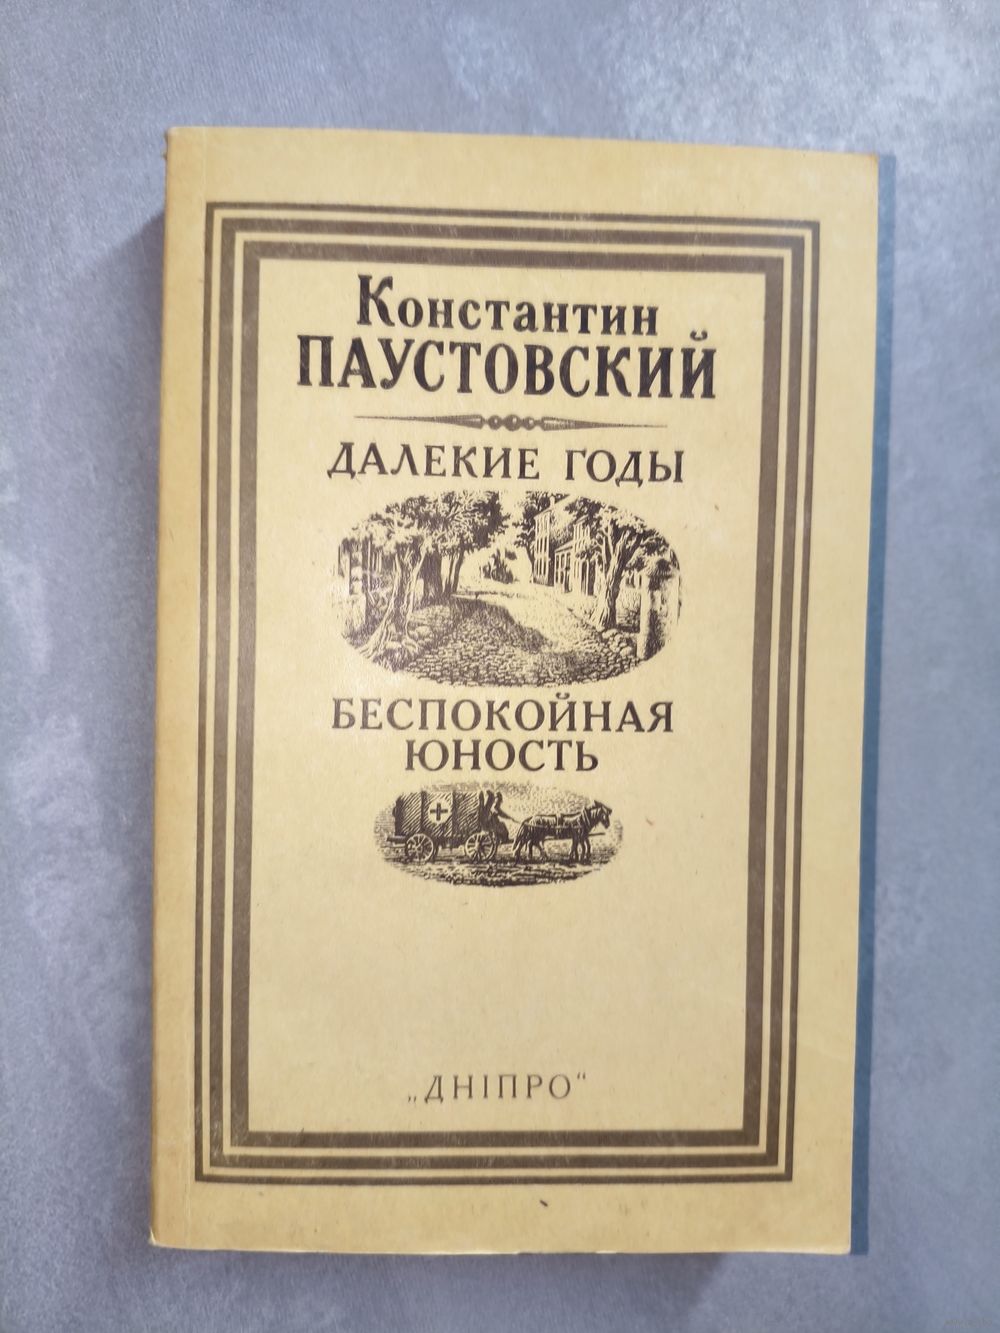 Константин
ПАУСТОВСКИЙ
ДАЛЕКИЕ ГОДЫ
БЕСПОКОЙНАЯ
ЮНОСТЬ
„ДНІПРО“